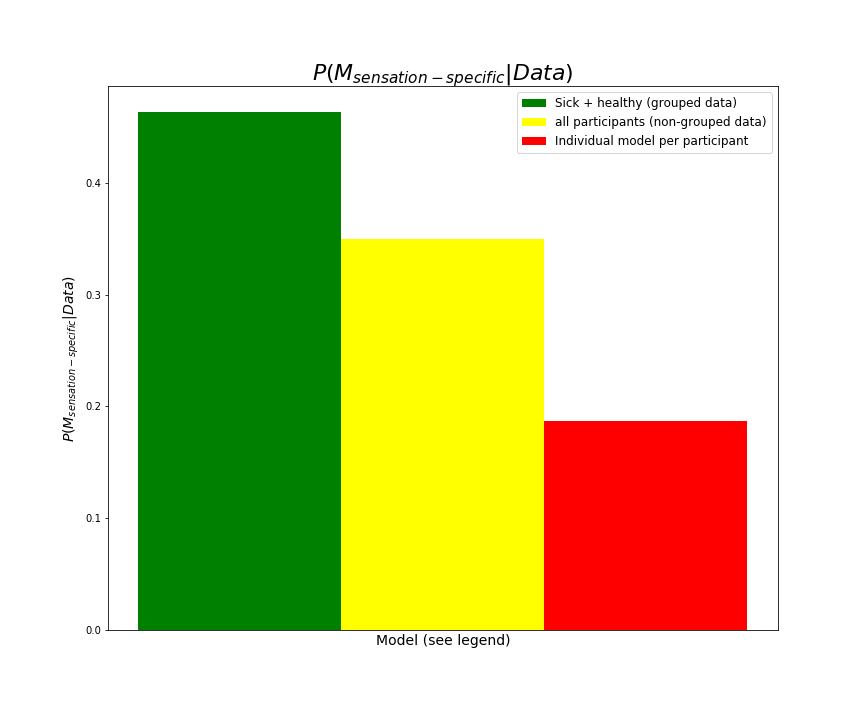 P(M_sensation−specific|Data)
Sick + healthy (grouped data)
all participants (non-grouped data)
Individual model per participant
P(M_sensation−specific|Data)
0.4
0.3
0.2
0.1
0.0
Model (see legend)